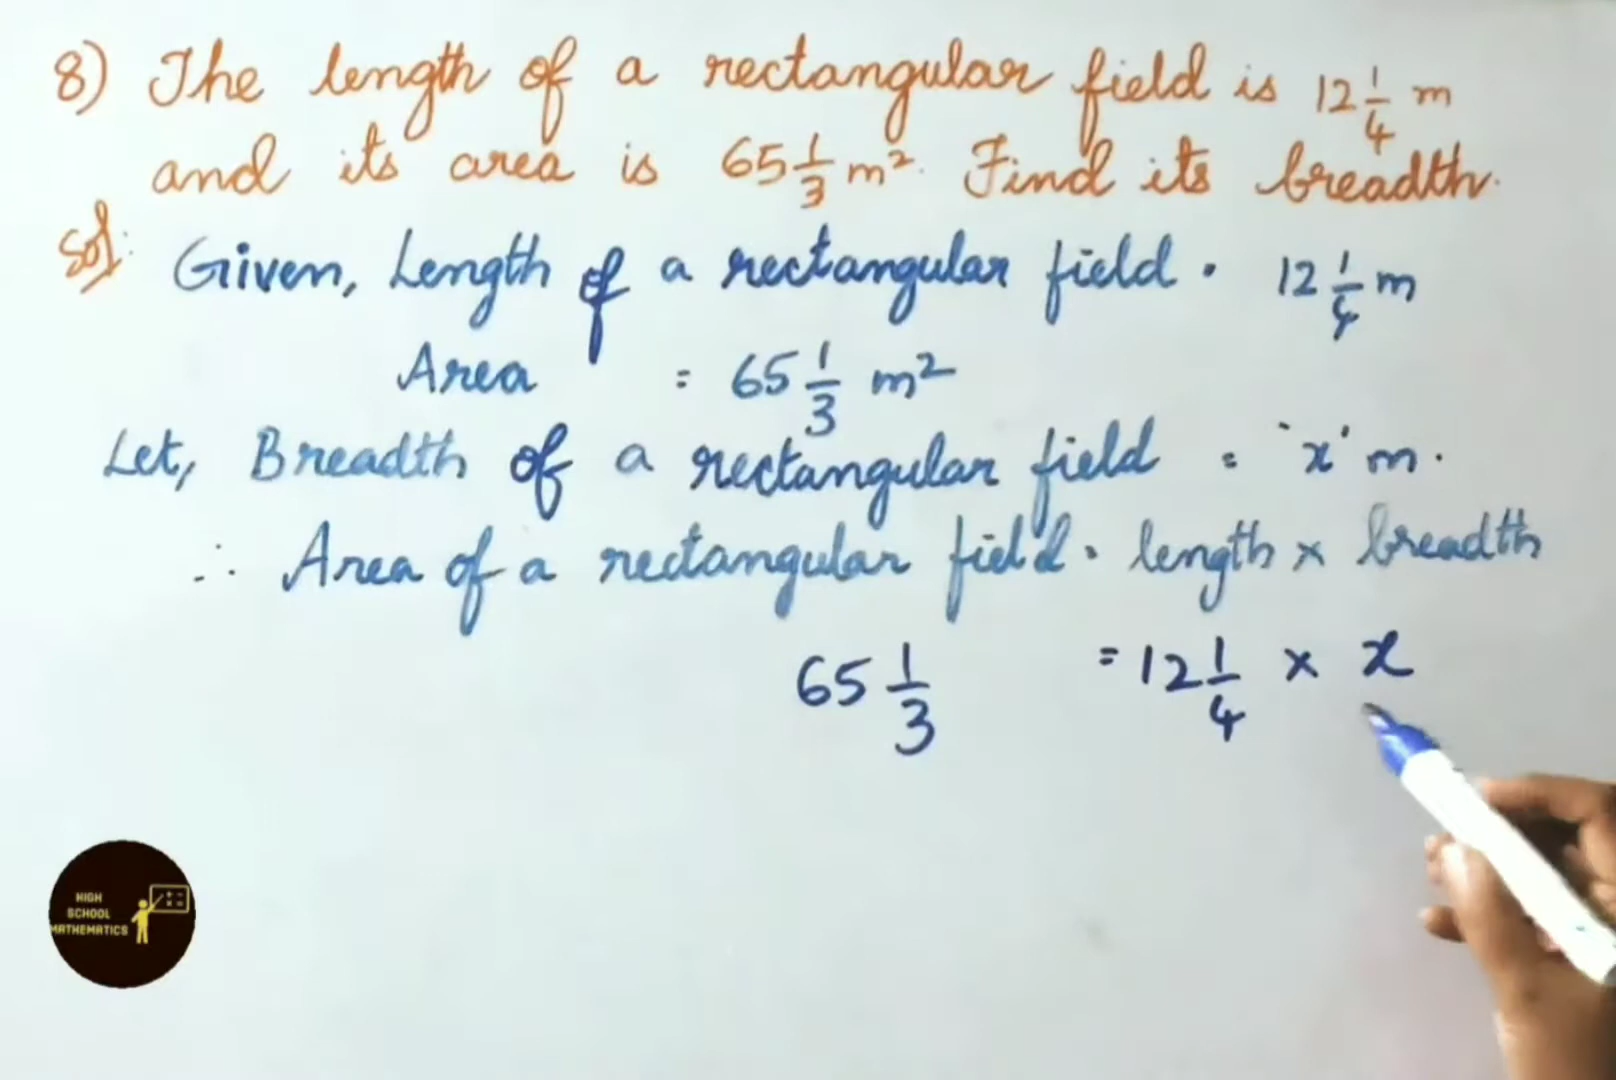 8) The length of a rectangular field is 12 1/4 m
and its area is 65 1/3 m². Find its breadth.
Sol: Given, Length of a rectangular field = 12 1/4 m
Area = 65 1/3 m²
Let, Breadth of a rectangular field = 'x' m.
∴ Area of a rectangular field = length × breadth
65 1/3 = 12 1/4 × x
HIGH
SCHOOL
MATHEMATICS